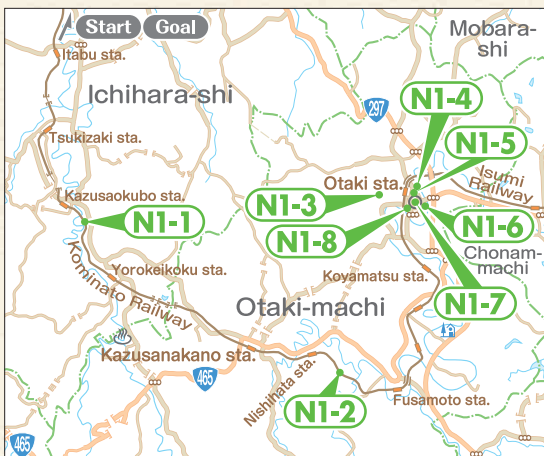 Start Goal
Itabu sta.
Mobara-
shi
Ichihara-shi
297
N1-4
Tsukizaki sta.
N1-5
Isumi
Railway
Otaki sta.
Kazusaokubo sta.
N1-3
N1-1
N1-6
N1-8
Chonam-
machi
Yorokeikoku sta.
Koyamatsu sta.
Kominato Railway
N1-7
Otaki-machi
Kazusanakano sta.
465
Nishihata sta.
N1-2
Fusamoto sta.
465